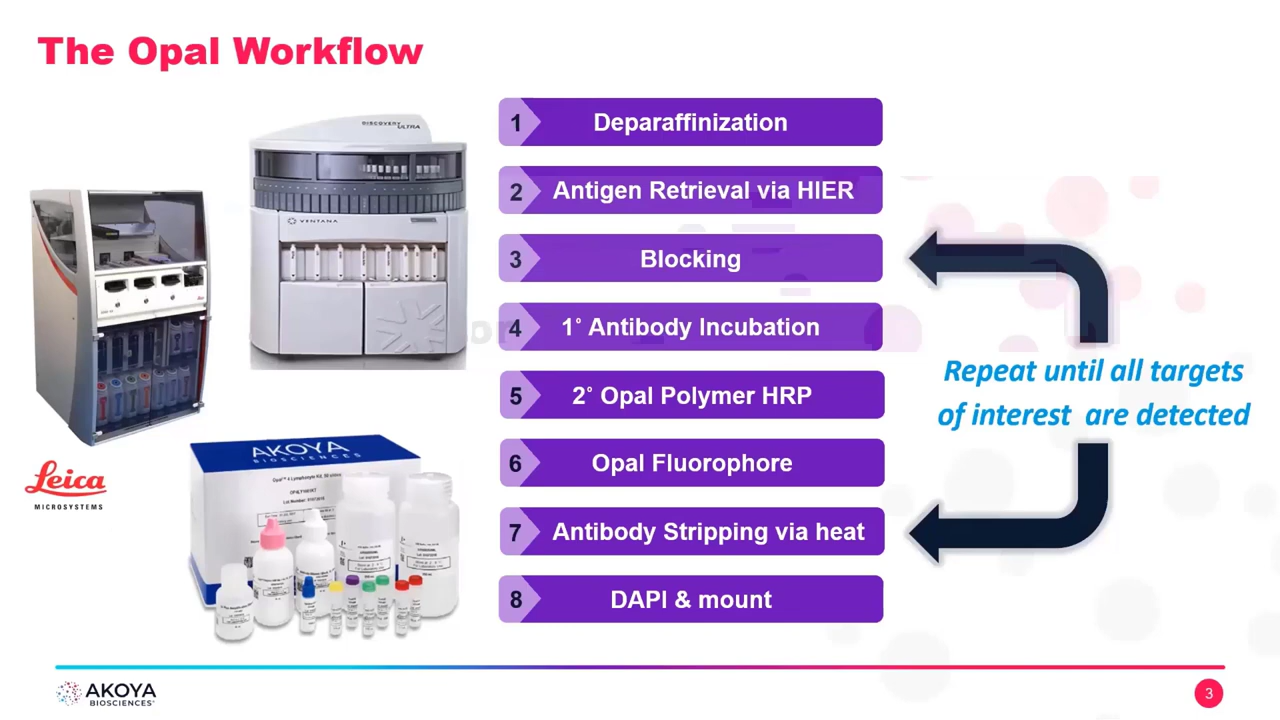 The Opal Workflow
DISCOVERY ULTRA
VENTANA
Leica
MICROSYSTEMS
AKOYA
BIOSCIENCES
1 Deparaffinization
2 Antigen Retrieval via HIER
3 Blocking
4 1° Antibody Incubation
5 2° Opal Polymer HRP
6 Opal Fluorophore
7 Antibody Stripping via heat
8 DAPI & mount
Repeat until all targets
of interest are detected
AKOYA
BIOSCIENCES
3